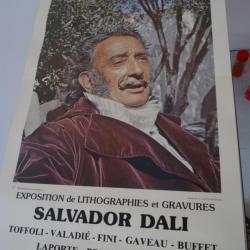 EXPOSITION de LITHOGRAPHIES et GRAVURES
SALVADOR DALI
TOFFOLI - VALADIÉ - FINI - GAVEAU - BUFFET
LAPORTE